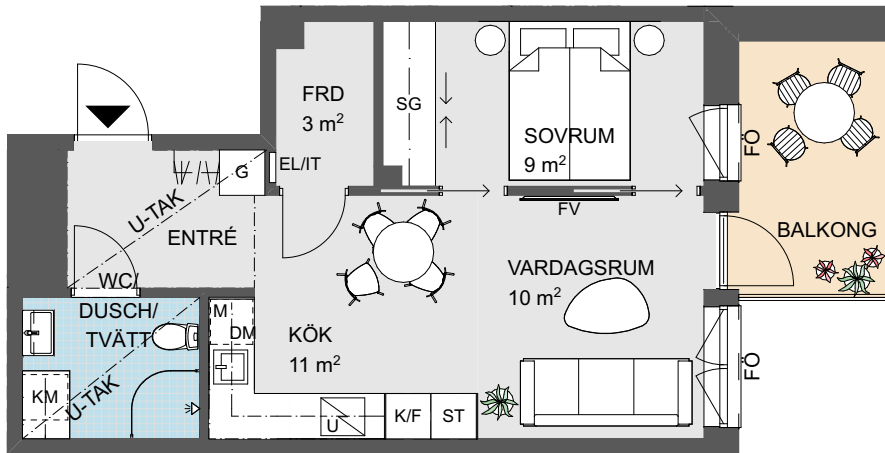 FRD
3 m²
SG
SOVRUM
9 m²
FÖ
G
EL/IT
U-TAK
ENTRÉ
FV
BALKONG
WC/
DUSCH/
TVÄTT
VARDAGSRUM
10 m²
M
DM
KÖK
11 m²
KM
U-TAK
U
K/F
ST
FÖ